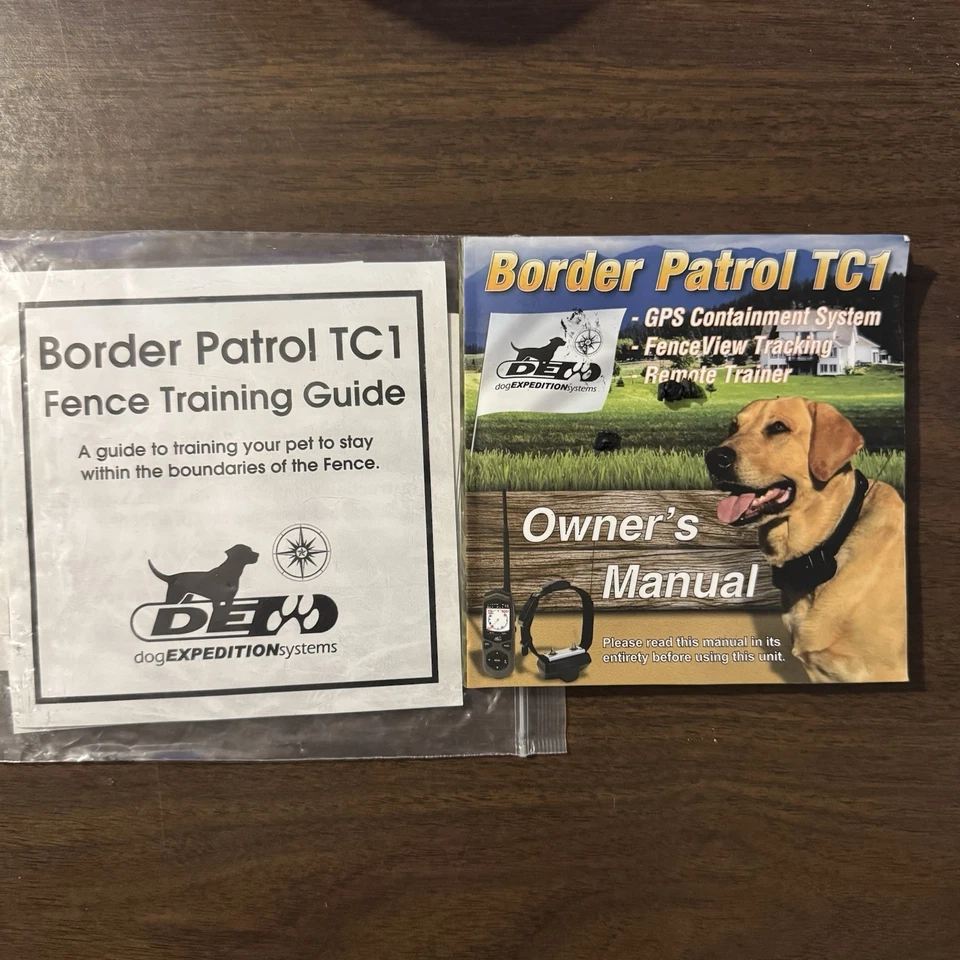 Border Patrol TC1
Fence Training Guide
A guide to training your pet to stay
within the boundaries of the Fence.
DE
dogEXPEDITIONsystems
Border Patrol TC1
- GPS Containment System
- FenceView Tracking
Remote Trainer
DE
dogEXPEDITIONsystems
Owner's
Manual
Please read this manual in its
entirety before using this unit.